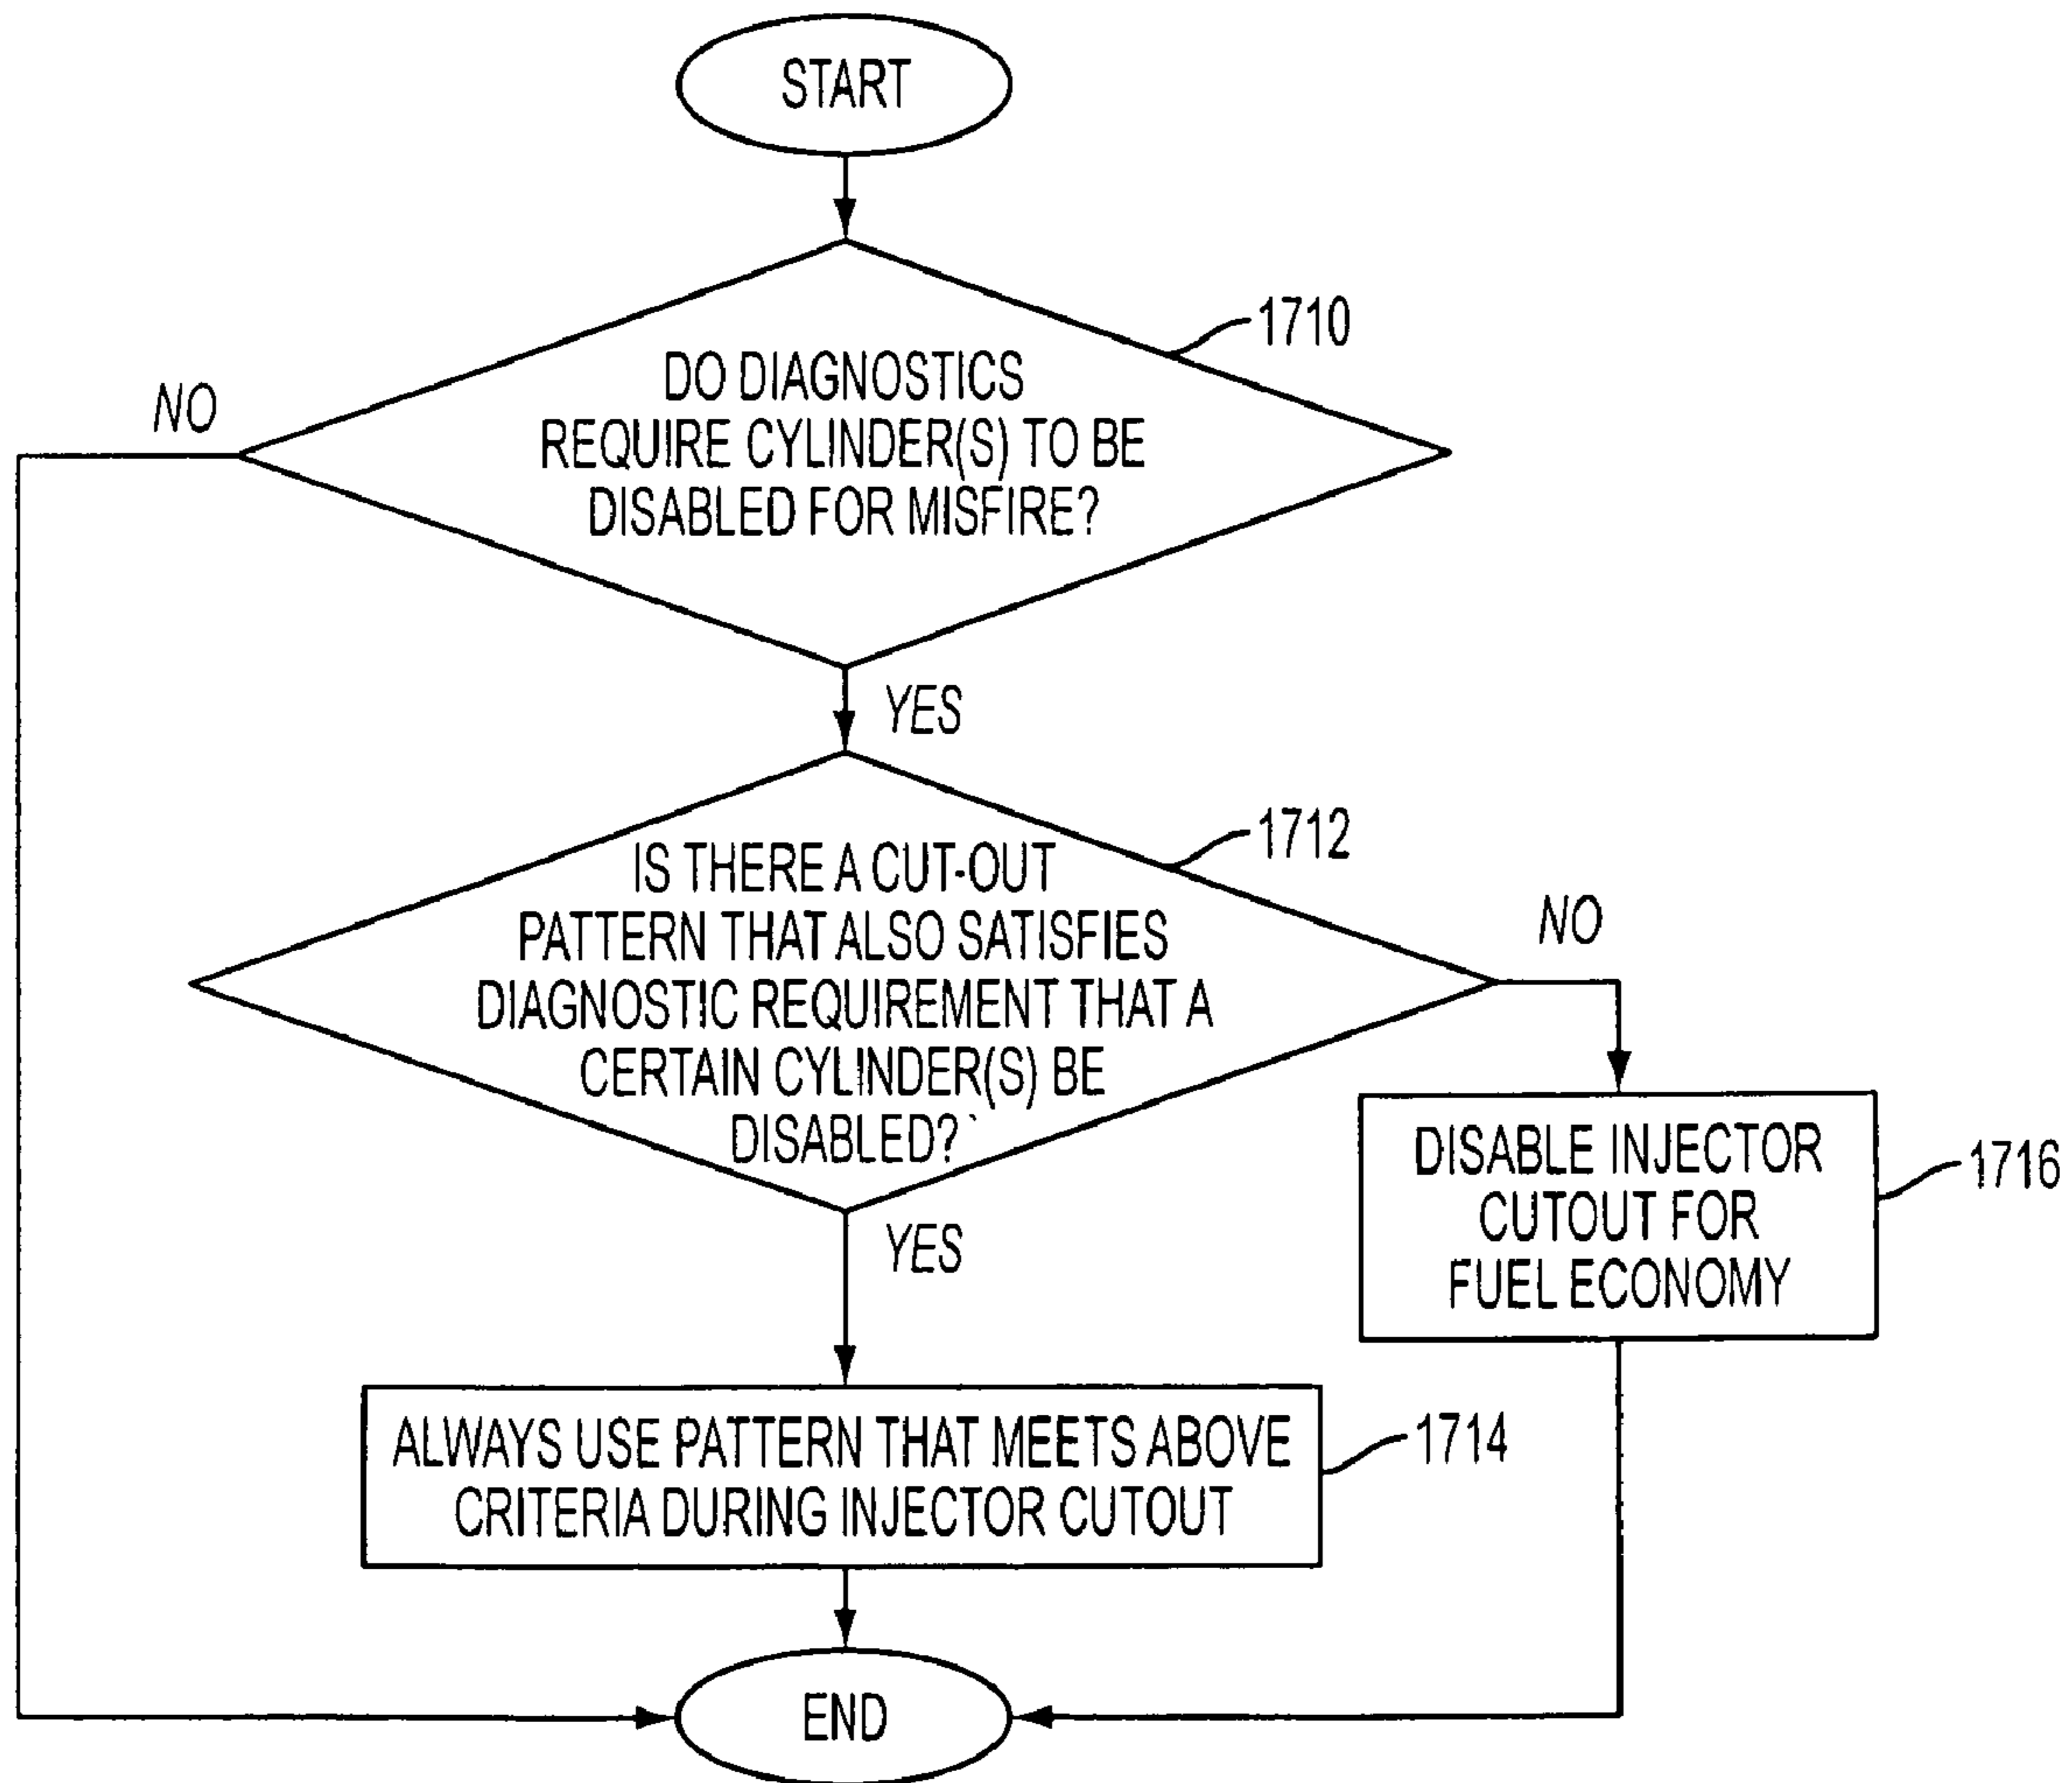 START
1710
DO DIAGNOSTICS
REQUIRE CYLINDER(S) TO BE
DISABLED FOR MISFIRE?
NO
YES
1712
IS THERE A CUT-OUT
PATTERN THAT ALSO SATISFIES
DIAGNOSTIC REQUIREMENT THAT A
CERTAIN CYLINDER(S) BE
DISABLED?`
NO
YES
DISABLE INJECTOR
CUTOUT FOR
FUEL ECONOMY
1716
ALWAYS USE PATTERN THAT MEETS ABOVE
CRITERIA DURING INJECTOR CUTOUT
1714
END